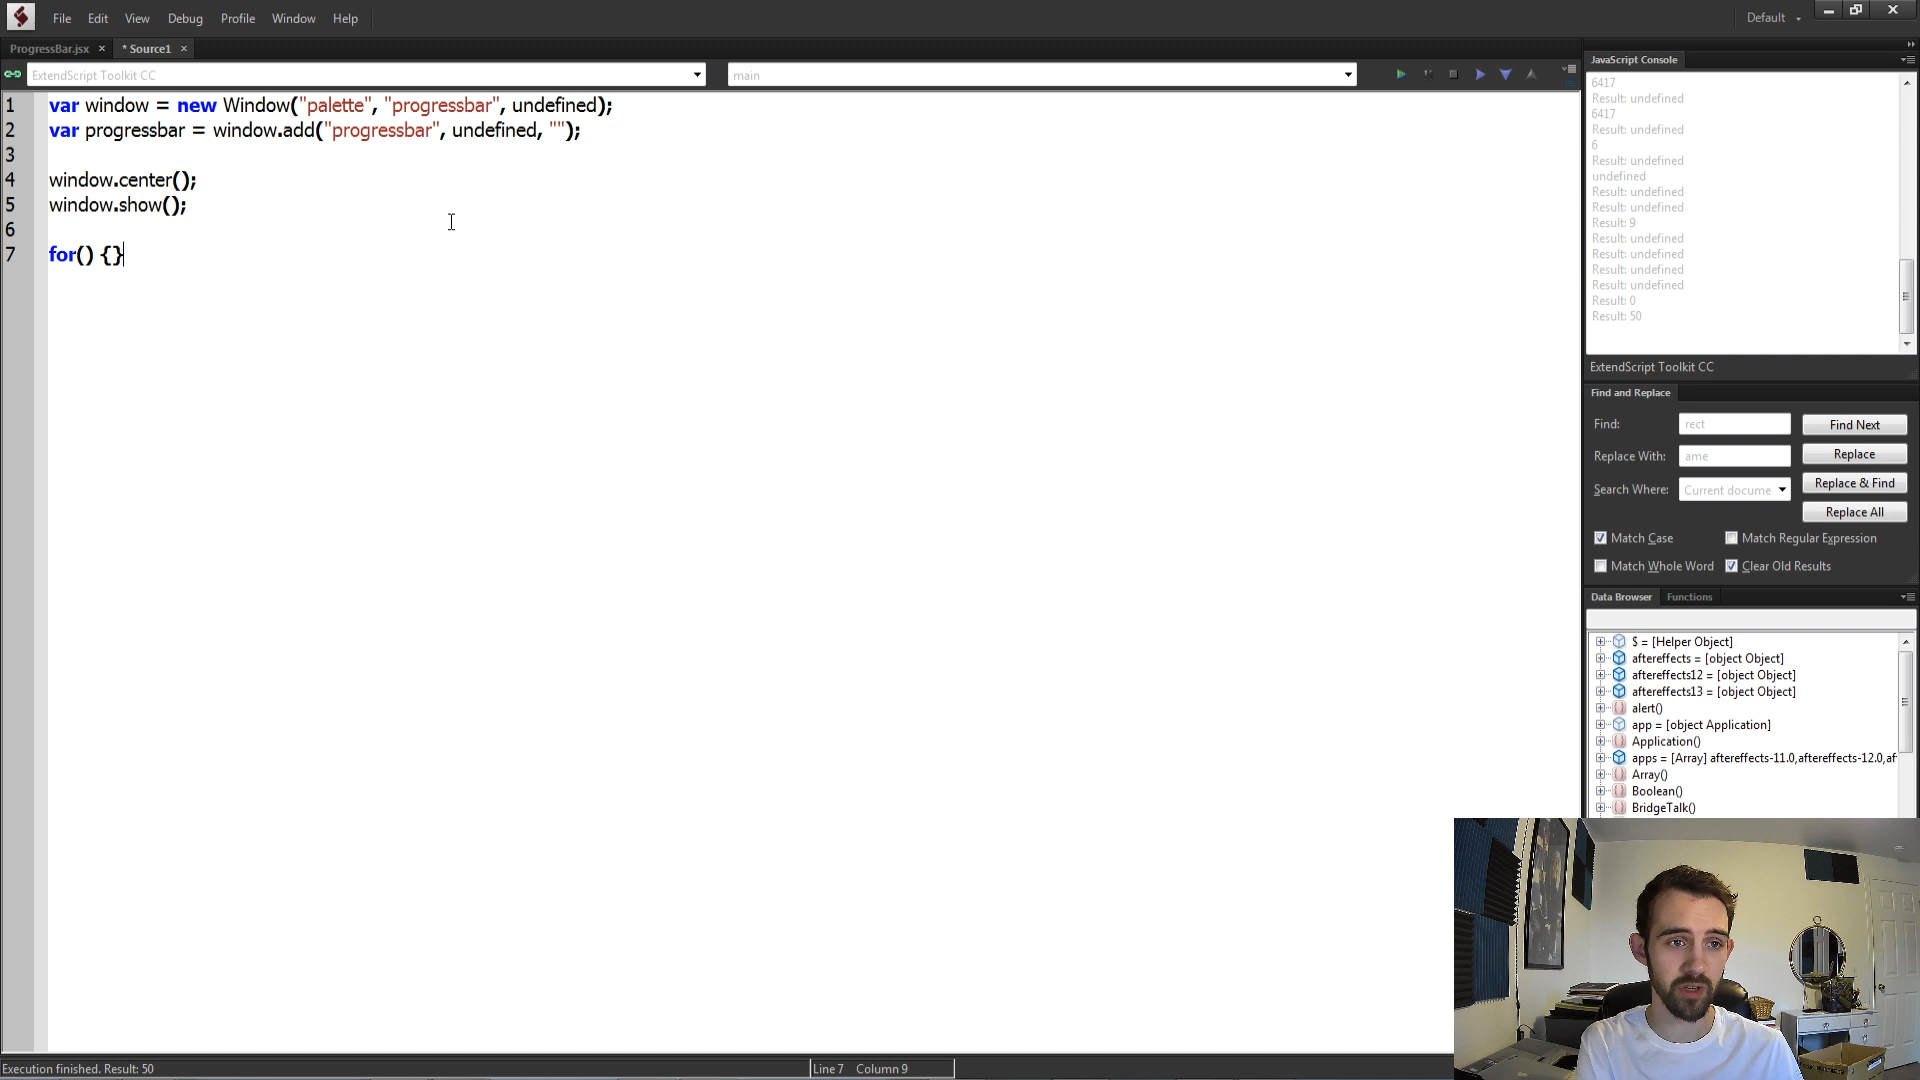 File Edit View Debug Profile Window Help
Default
ProgressBar.jsx × * Source1 ×
ExtendScript Toolkit CC
main
1 var window = new Window("palette", "progressbar", undefined);
2 var progressbar = window.add("progressbar", undefined, "");
3
4 window.center();
5 window.show();
6
7 for() {}
JavaScript Console
6417
Result: undefined
6417
Result: undefined
6
Result: undefined
undefined
Result: undefined
Result: undefined
Result: 9
Result: undefined
Result: undefined
Result: undefined
Result: undefined
Result: 0
Result: 50
ExtendScript Toolkit CC
Find and Replace
Find: rect Find Next
Replace With: ame Replace
Search Where: Current docume Replace & Find
Replace All
Match Case Match Regular Expression
Match Whole Word Clear Old Results
Data Browser Functions
$ = [Helper Object]
aftereffects = [object Object]
aftereffects12 = [object Object]
aftereffects13 = [object Object]
alert()
app = [object Application]
Application()
apps = [Array] aftereffects-11.0,aftereffects-12.0,af
Array()
Boolean()
BridgeTalk()
Execution finished. Result: 50
Line 7 Column 9